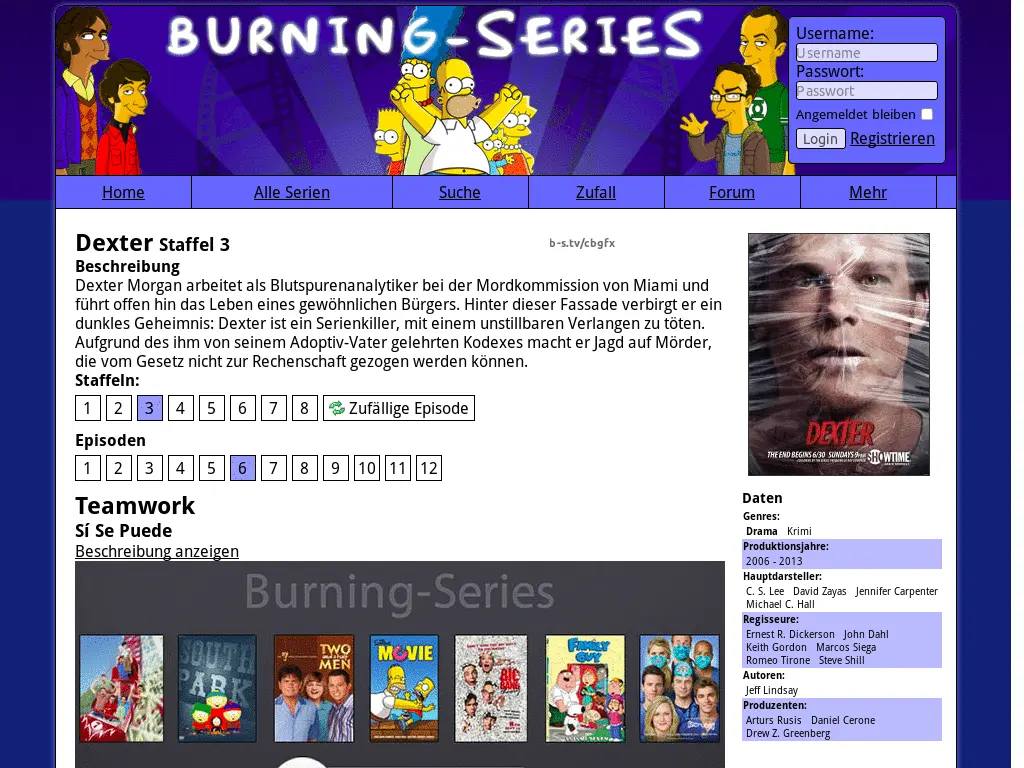 BURNING-SERIES
Username:
Username
Passwort:
Passwort
Angemeldet bleiben
Login Registrieren
Home Alle Serien Suche Zufall Forum Mehr
Dexter Staffel 3
b-s.tv/cbgfx
Beschreibung
Dexter Morgan arbeitet als Blutspurenanalytiker bei der Mordkommission von Miami und
führt offen hin das Leben eines gewöhnlichen Bürgers. Hinter dieser Fassade verbirgt er ein
dunkles Geheimnis: Dexter ist ein Serienkiller, mit einem unstillbaren Verlangen zu töten.
Aufgrund des ihm von seinem Adoptiv-Vater gelehrten Kodexes macht er Jagd auf Mörder,
die vom Gesetz nicht zur Rechenschaft gezogen werden können.
Staffeln:
1 2 3 4 5 6 7 8 Zufällige Episode
Episoden
1 2 3 4 5 6 7 8 9 10 11 12
Teamwork
Sí Se Puede
Beschreibung anzeigen
Burning-Series
SOUTH
PARK
TWO
MEN
MOVIE
BIG
BANG
FAMILY
GUY
Scrubs
DEXTER
THE END BEGINS 6/30 SUNDAYS 9PM SHOWTIME
Daten
Genres:
Drama Krimi
Produktionsjahre:
2006 - 2013
Hauptdarsteller:
C. S. Lee David Zayas Jennifer Carpenter
Michael C. Hall
Regisseure:
Ernest R. Dickerson John Dahl
Keith Gordon Marcos Siega
Romeo Tirone Steve Shill
Autoren:
Jeff Lindsay
Produzenten:
Arturs Rusis Daniel Cerone
Drew Z. Greenberg